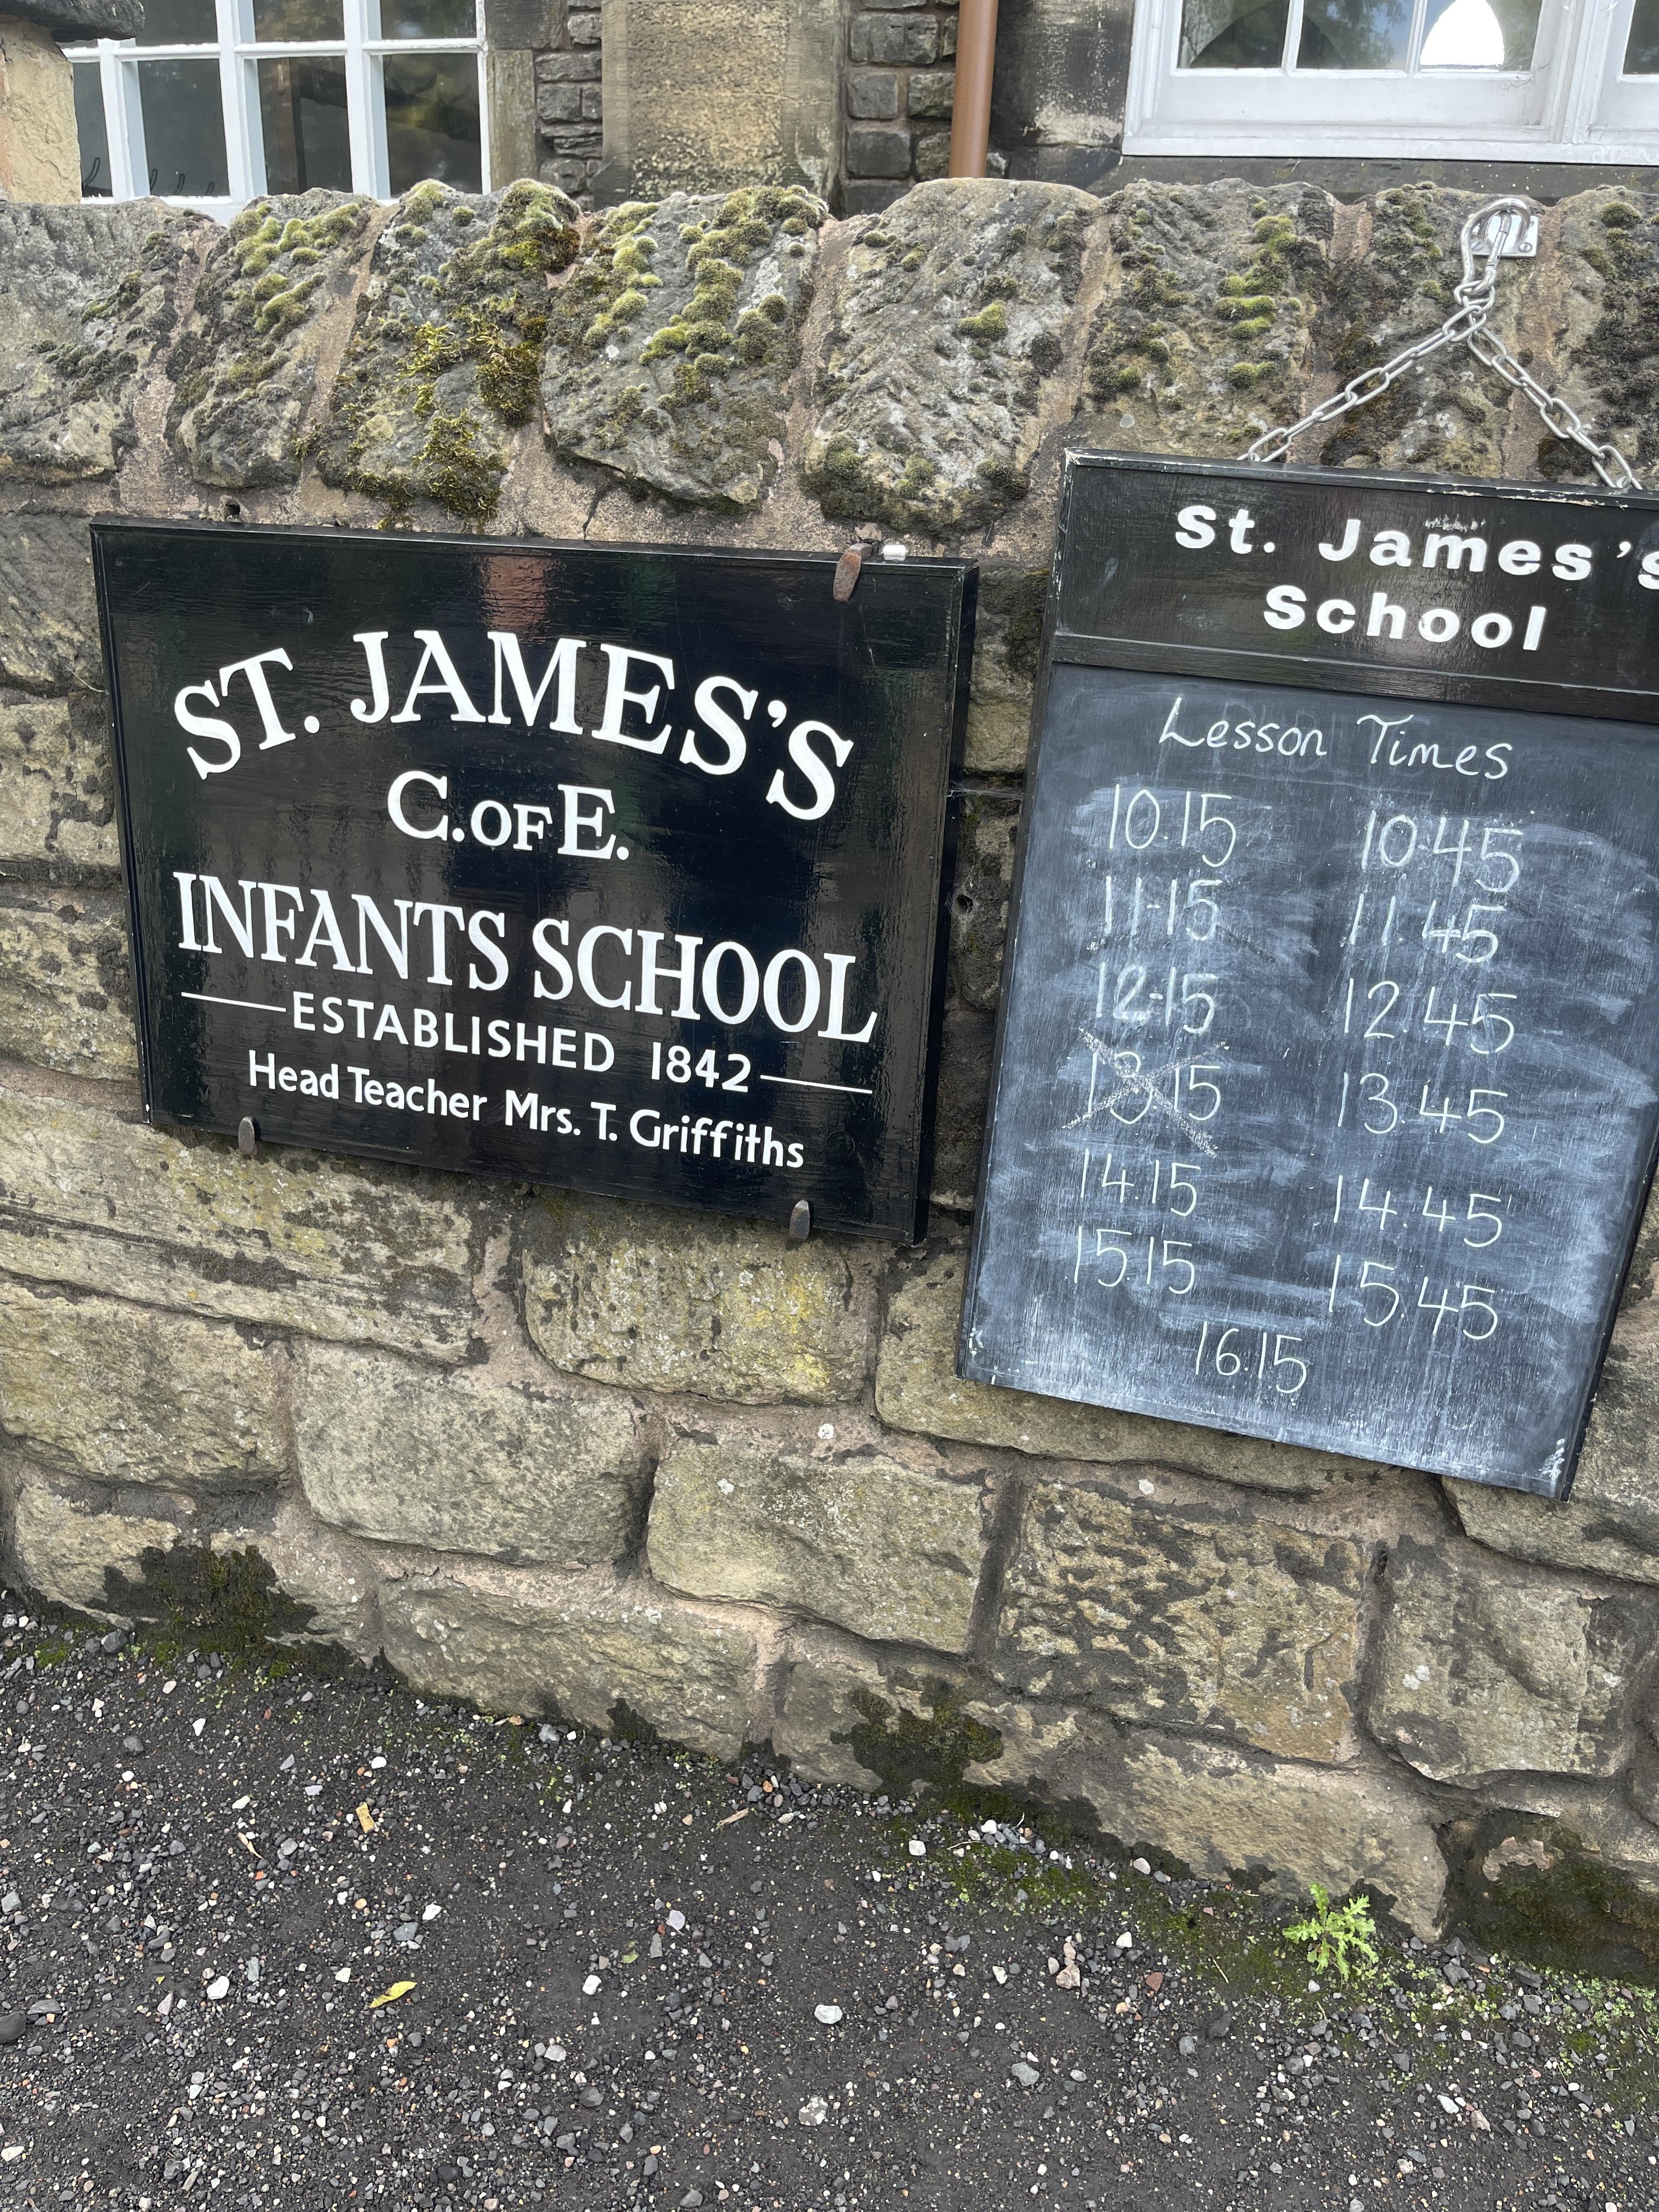 ST. JAMES'S
C. OF E.
INFANTS SCHOOL
ESTABLISHED 1842
Head Teacher Mrs. T. Griffiths
St. James's
School
Lesson Times
10.15 10.45
11.15 11.45
12.15 12.45
13.15 13.45
14.15 14.45
15.15 15.45
16.15